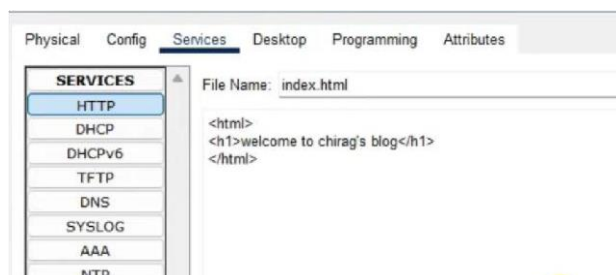 Physical Config Services Desktop Programming Attributes
SERVICES
HTTP
DHCP
DHCPv6
TFTP
DNS
SYSLOG
AAA
NTP
File Name: index.html
<html>
<h1>welcome to chirag's blog</h1>
</html>